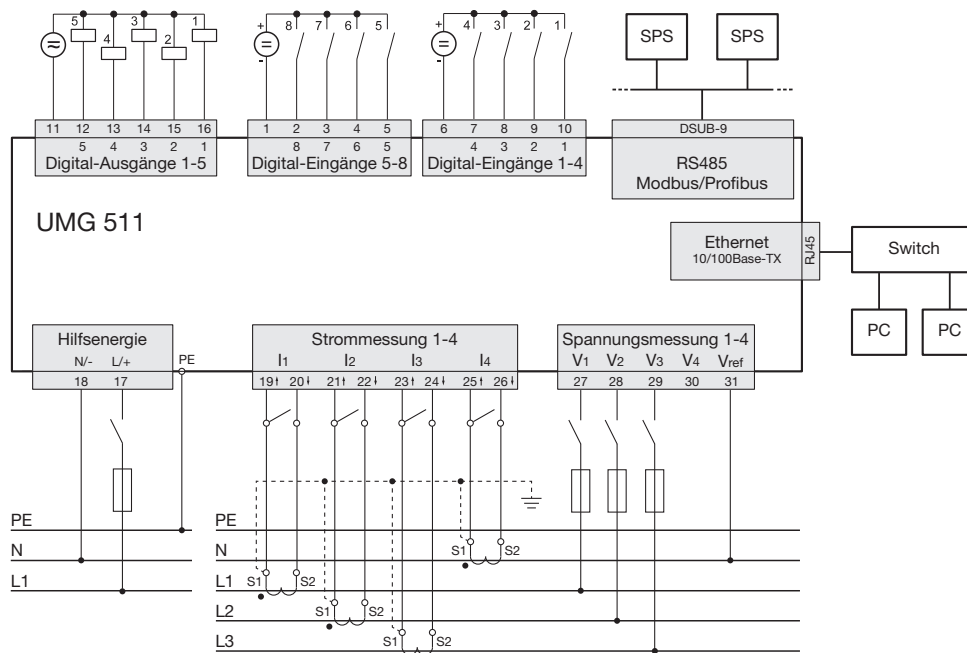 5 3 1
4 2
+ 8 7 6 5
-
+ 4 3 2 1
-
SPS SPS
11 12 13 14 15 16
5 4 3 2 1
Digital-Ausgänge 1-5
1 2 3 4 5
8 7 6 5
Digital-Eingänge 5-8
6 7 8 9 10
4 3 2 1
Digital-Eingänge 1-4
DSUB-9
RS485
Modbus/Profibus
UMG 511
Ethernet
10/100Base-TX
RJ45
Switch
PC PC
Hilfsenergie
N/- L/+
18 17
PE
Strommessung 1-4
I1 I2 I3 I4
19 20 21 22 23 24 25 26
Spannungsmessung 1-4
V1 V2 V3 V4 Vref
27 28 29 30 31
PE
N
L1
PE
N
L1
L2
L3
S1 S2
S1 S2
S1 S2
S1 S2